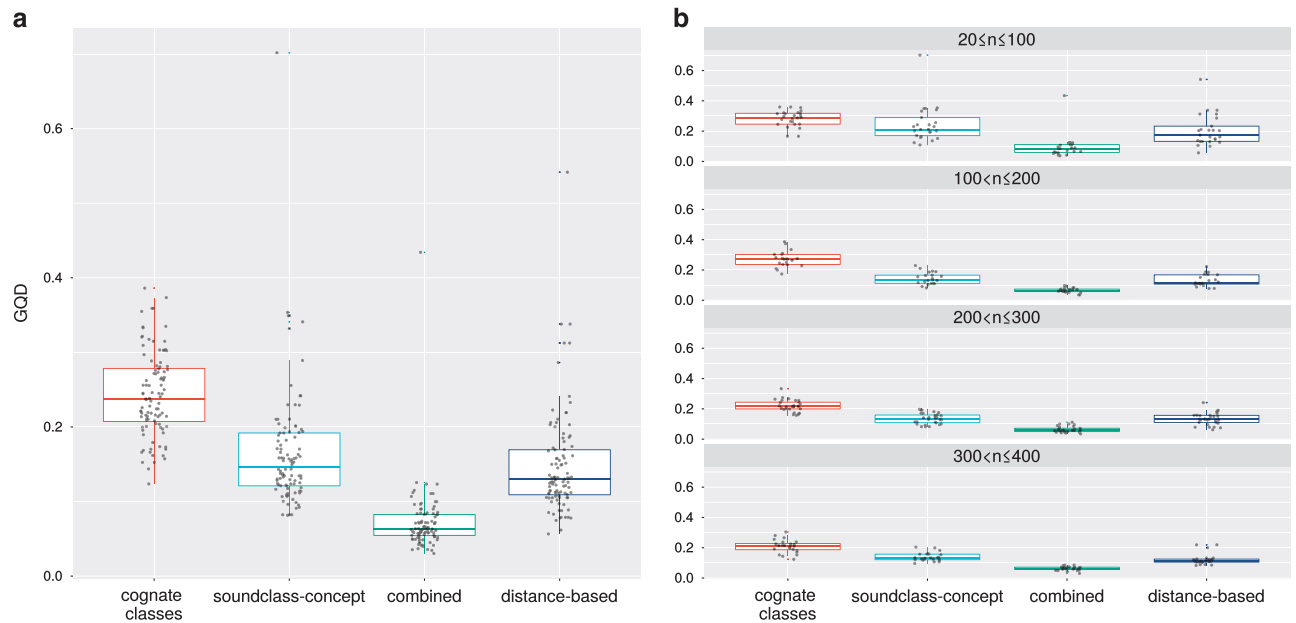 a
GQD
0.6
0.4
0.2
0.0
cognate
classes
soundclass-concept
combined
distance-based
b
20≤n≤100
0.6
0.4
0.2
0.0
100<n≤200
0.6
0.4
0.2
0.0
200<n≤300
0.6
0.4
0.2
0.0
300<n≤400
0.6
0.4
0.2
0.0
cognate
classes
soundclass-concept
combined
distance-based